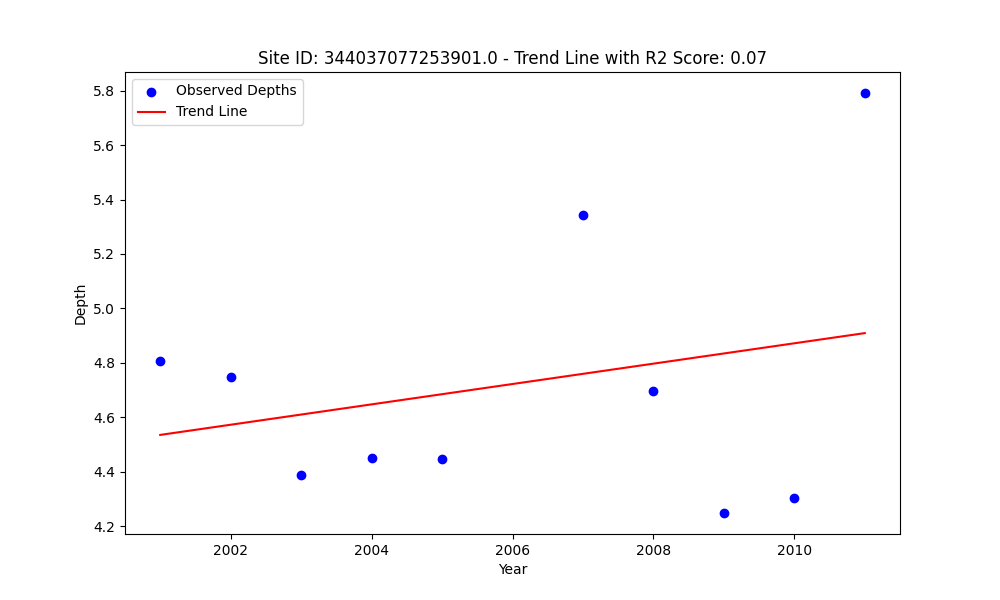 Site ID: 344037077253901.0 - Trend Line with R2 Score: 0.07
Observed Depths
Trend Line
5.8
5.6
5.4
5.2
5.0
4.8
4.6
4.4
4.2
Depth
2002 2004 2006 2008 2010
Year